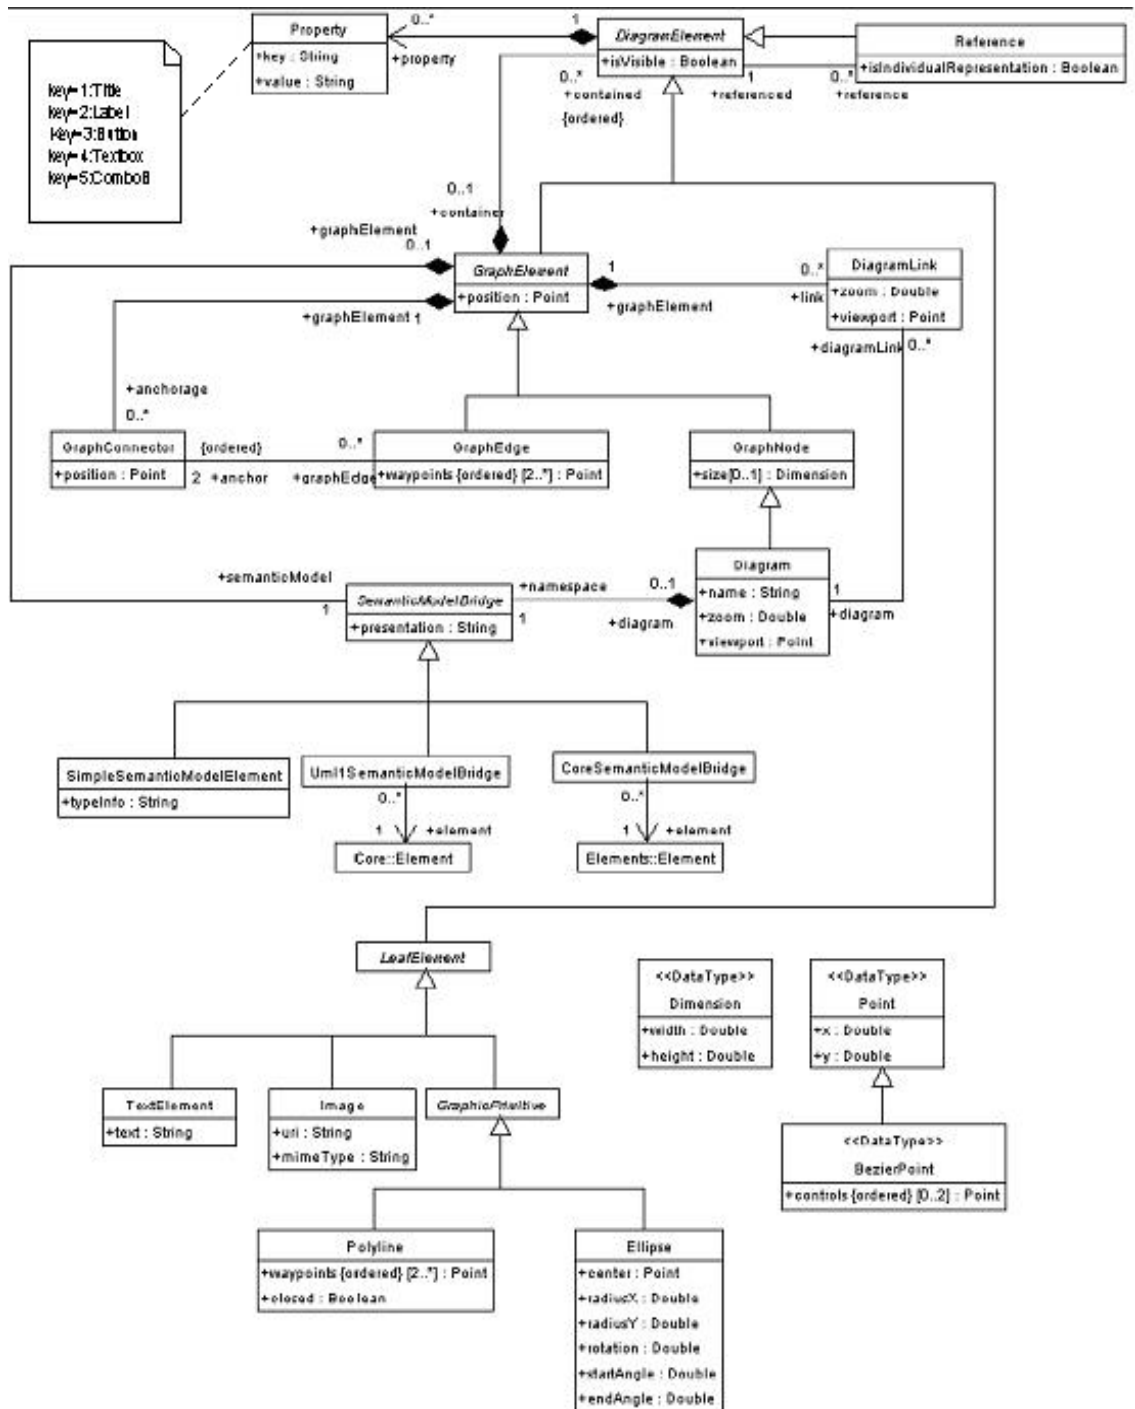 Property
+key : String
+value : String
0..*
+property
1
DiagramElement
+isVisible : Boolean
Reference
+isIndividualRepresentation : Boolean
0..*
+contained
{ordered}
1
+referenced
0..*
+reference
key=1:Title
key=2:Label
key=3:Button
key=4:Textbox
key=5:ComboB
0..1
+container
+graphElement
0..1
GraphElement
+position : Point
1
+graphElement
0..*
+link
DiagramLink
+zoom : Double
+viewport : Point
+graphElement 1
+diagramLink 0..*
+anchorage
0..*
GraphConnector
+position : Point
{ordered}
2 +anchor
0..*
+graphEdge
GraphEdge
+waypoints {ordered} [2..*] : Point
GraphNode
+size[0..1] : Dimension
+semanticModel
1
SemanticModelBridge
+presentation : String
+namespace
1
0..1
+diagram
Diagram
+name : String
+zoom : Double
+viewport : Point
1
+diagram
SimpleSemanticModelElement
+typeInfo : String
Uml1SemanticModelBridge
0..*
1 +element
Core::Element
CoreSemanticModelBridge
0..*
1 +element
Elements::Element
LeafElement
<<DataType>>
Dimension
+width : Double
+height : Double
<<DataType>>
Point
+x : Double
+y : Double
TextElement
+text : String
Image
+uri : String
+mimeType : String
GraphicPrimitive
<<DataType>>
BezierPoint
+controls {ordered} [0..2] : Point
Polyline
+waypoints {ordered} [2..*] : Point
+closed : Boolean
Ellipse
+center : Point
+radiusX : Double
+radiusY : Double
+rotation : Double
+startAngle : Double
+endAngle : Double